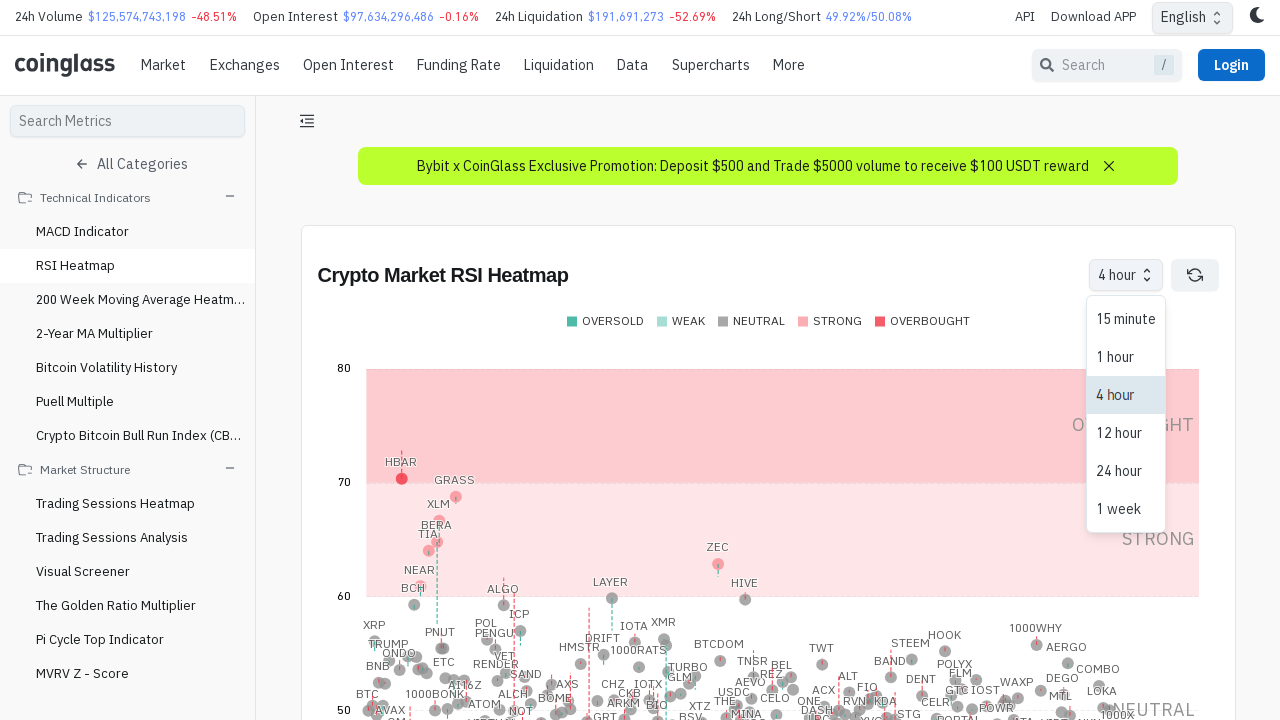 24h Volume $125,574,743,198 -48.51% Open Interest $97,634,296,486 -0.16% 24h Liquidation $191,691,273 -52.69% 24h Long/Short 49.92%/50.08% API Download APP English
coinglass Market Exchanges Open Interest Funding Rate Liquidation Data Supercharts More Search / Login
Search Metrics
All Categories
Technical Indicators
MACD Indicator
RSI Heatmap
200 Week Moving Average Heatm...
2-Year MA Multiplier
Bitcoin Volatility History
Puell Multiple
Crypto Bitcoin Bull Run Index (CB...
Market Structure
Trading Sessions Heatmap
Trading Sessions Analysis
Visual Screener
The Golden Ratio Multiplier
Pi Cycle Top Indicator
MVRV Z - Score
Bybit x CoinGlass Exclusive Promotion: Deposit $500 and Trade $5000 volume to receive $100 USDT reward
Crypto Market RSI Heatmap
4 hour
15 minute
1 hour
4 hour
12 hour
24 hour
1 week
OVERSOLD WEAK NEUTRAL STRONG OVERBOUGHT
80
70
STRONG
60
50
NEUTRAL
HBAR
GRASS
XLM
BERA
TIA
ZEC
NEAR
BCH
ALGO
LAYER
HIVE
ICP
XRP
POL
PENGU
PNUT
IOTA
XMR
1000WHY
DRIFT
HMSTR
1000RATS
BTCDOM
TWT
STEEM
HOOK
AERGO
TRUMP
ONDO
VET
BNB
ETC
RENDER
SAND
TURBO
TNSR
BEL
BAND
POLYX
COMBO
GLM
REZ
ALT
FLM
DEGO
AI16Z
AXS
CHZ
IOTX
AEVO
FIO
DENT
WAXP
BTC
1000BONK
ALCH
BOME
CKB
USDC
CELO
ACX
GTC
IOST
MTL
LOKA
AVAX
ATOM
NOT
ARKM
BIO
XTZ
THE
ONE
RVN
KDA
CELR
POWR
GRT
BSV
MINA
DASH
STG
1000X